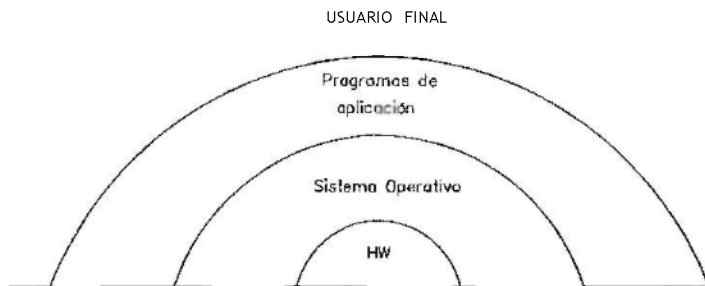 USUARIO FINAL
Programas de
aplicación
Sistema Operativo
HW